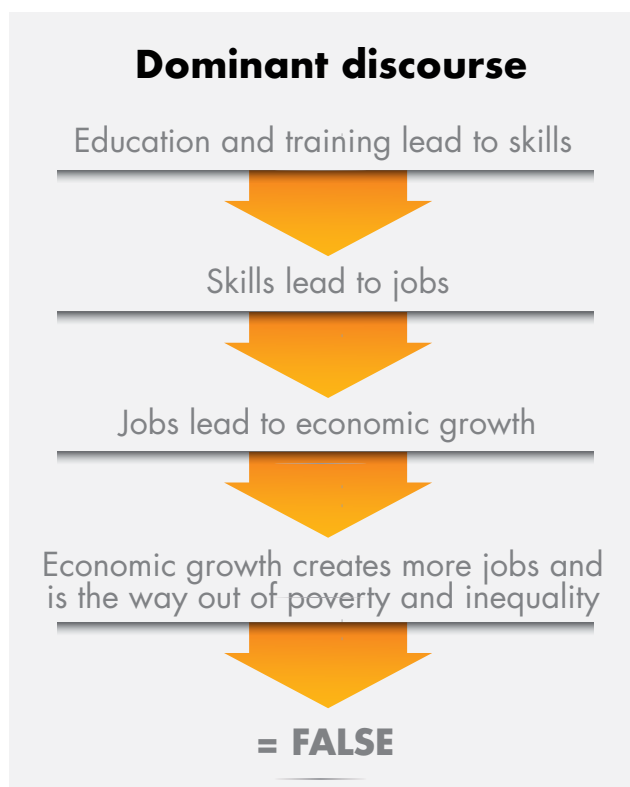 Dominant discourse
Education and training lead to skills
Skills lead to jobs
Jobs lead to economic growth
Economic growth creates more jobs and
is the way out of poverty and inequality
= FALSE